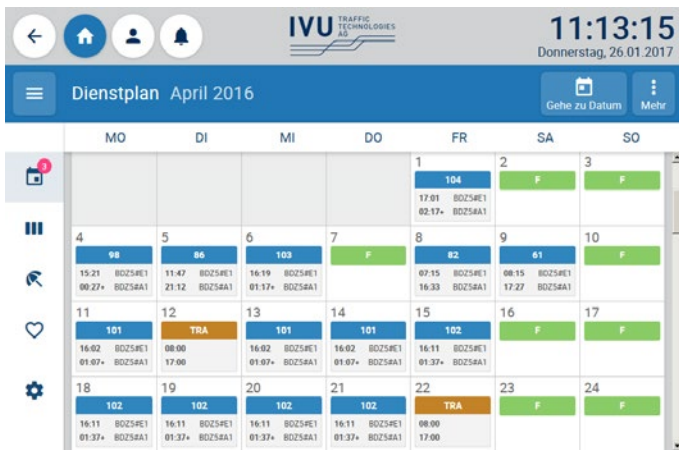 IVU TRAFFIC TECHNOLOGIES AG
11:13:15
Donnerstag, 26.01.2017
Dienstplan April 2016
Gehe zu Datum
Mehr
MO DI MI DO FR SA SO
3
1 2 3
104 F F
17:01 BDZ5#E1
02:17+ BDZ5#A1
4 5 6 7 8 9 10
98 86 103 F 82 61 F
15:21 BDZ5#E1 11:47 BDZ5#E1 16:19 BDZ5#E1 07:15 BDZ5#E1 08:15 BDZ5#E1
00:27+ BDZ5#A1 21:12 BDZ5#A1 01:17+ BDZ5#A1 16:33 BDZ5#A1 17:27 BDZ5#A1
11 12 13 14 15 16 17
101 TRA 101 101 102 F F
16:02 BDZ5#E1 08:00 16:02 BDZ5#E1 16:02 BDZ5#E1 16:11 BDZ5#E1
01:07+ BDZ5#A1 17:00 01:07+ BDZ5#A1 01:07+ BDZ5#A1 01:37+ BDZ5#A1
18 19 20 21 22 23 24
102 102 102 102 TRA F F
16:11 BDZ5#E1 16:11 BDZ5#E1 16:11 BDZ5#E1 16:11 BDZ5#E1 08:00
01:37+ BDZ5#A1 01:37+ BDZ5#A1 01:37+ BDZ5#A1 01:37+ BDZ5#A1 17:00